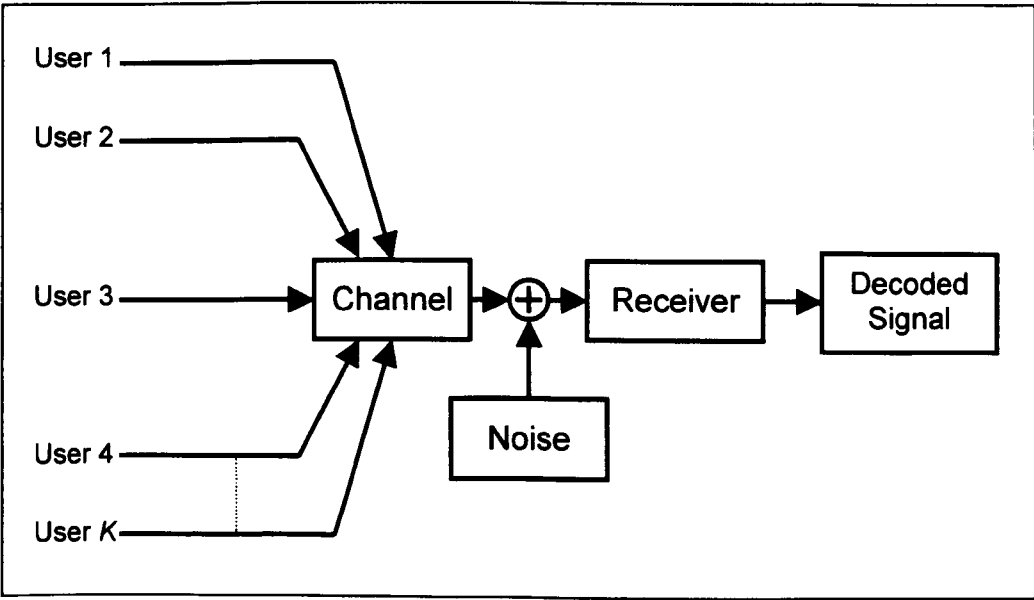 User 1
User 2
User 3
Channel
Receiver
Decoded
Signal
Noise
User 4
User K